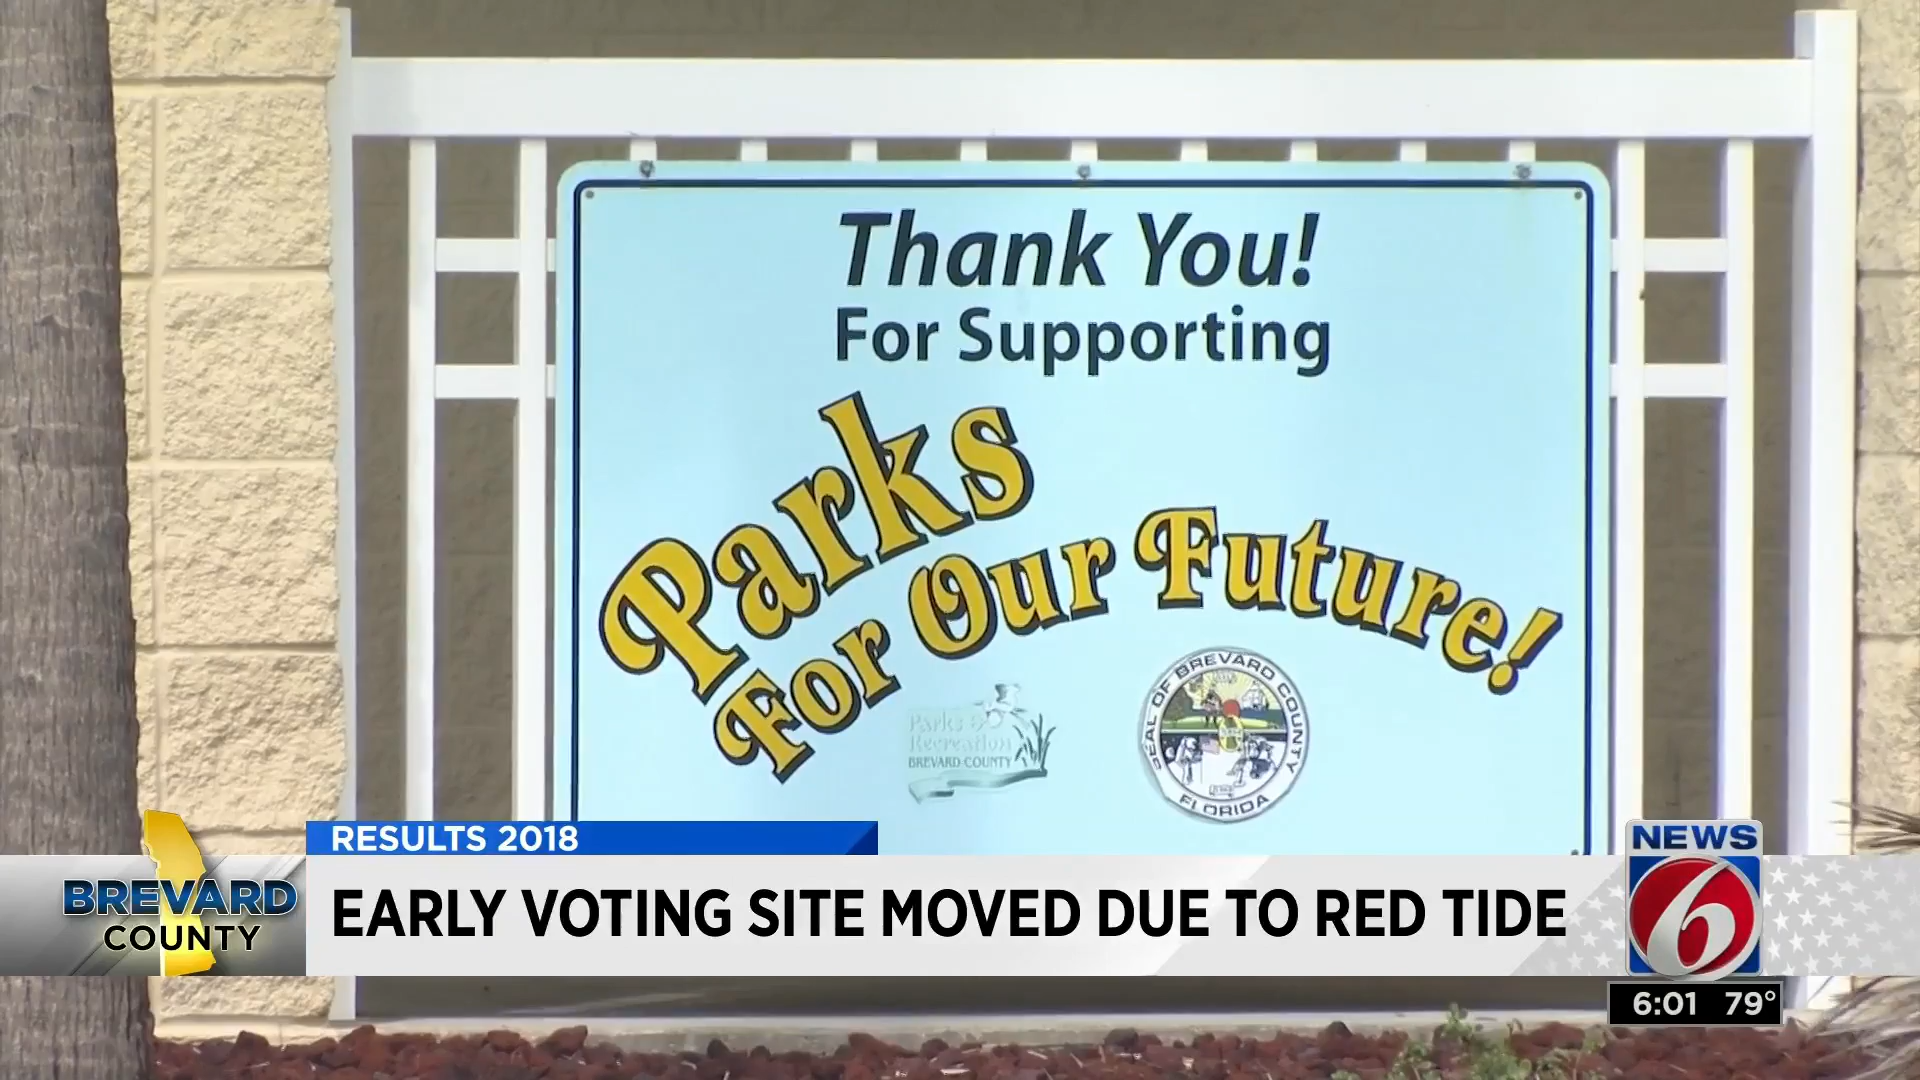 Thank You!
For Supporting
Parks
For Our Future!
Parks &
Recreation
BREVARD COUNTY
SEAL OF BREVARD COUNTY
FLORIDA
RESULTS 2018
BREVARD
COUNTY
EARLY VOTING SITE MOVED DUE TO RED TIDE
NEWS
6
6:01 79°